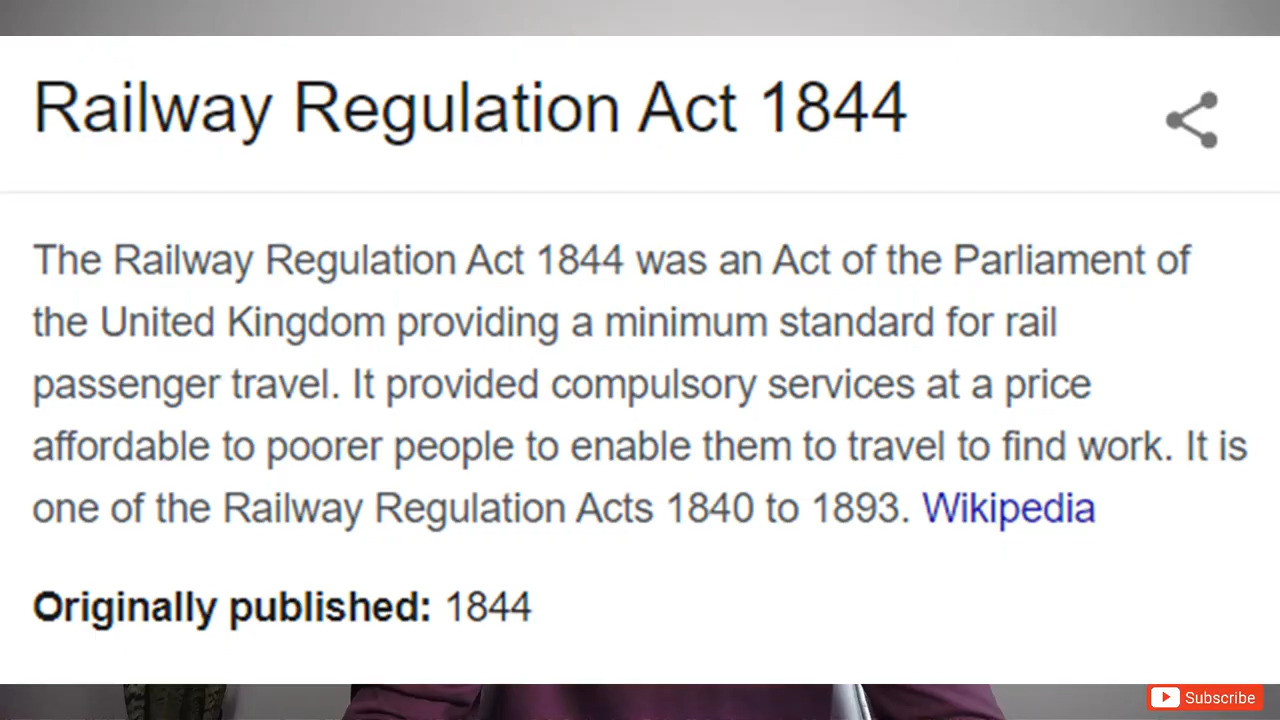 Railway Regulation Act 1844
The Railway Regulation Act 1844 was an Act of the Parliament of
the United Kingdom providing a minimum standard for rail
passenger travel. It provided compulsory services at a price
affordable to poorer people to enable them to travel to find work. It is
one of the Railway Regulation Acts 1840 to 1893. Wikipedia
Originally published: 1844
Subscribe